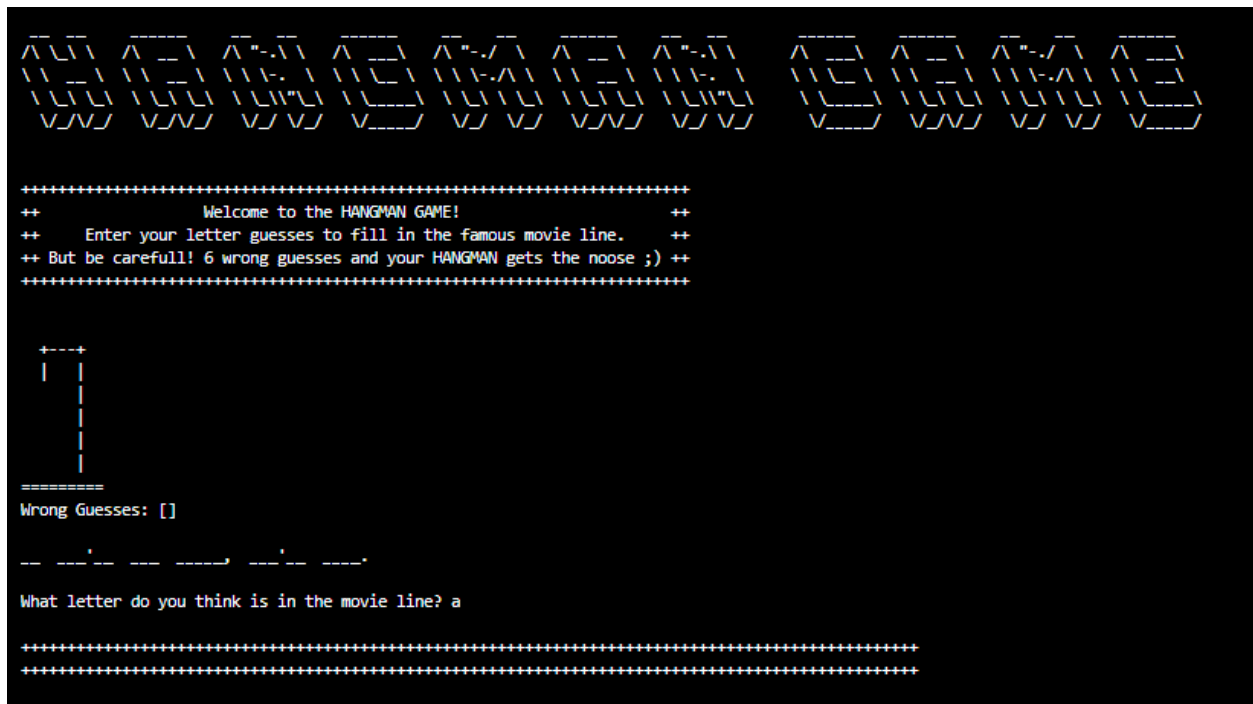 HANGMAN GAME
+++++++++++++++++++++++++++++++++++++++++++++++++++++++++++++++++++++++++
++ Welcome to the HANGMAN GAME! ++
++ Enter your letter guesses to fill in the famous movie line. ++
++ But be carefull! 6 wrong guesses and your HANGMAN gets the noose ;) ++
+++++++++++++++++++++++++++++++++++++++++++++++++++++++++++++++++++++++++
+---+
| |
|
|
|
|
=========
Wrong Guesses: []
__ ___'__ ___ _____, ___'__ ____.
What letter do you think is in the movie line? a
++++++++++++++++++++++++++++++++++++++++++++++++++++++++++++++++++++++++++++++++++++++++++++++++++
++++++++++++++++++++++++++++++++++++++++++++++++++++++++++++++++++++++++++++++++++++++++++++++++++